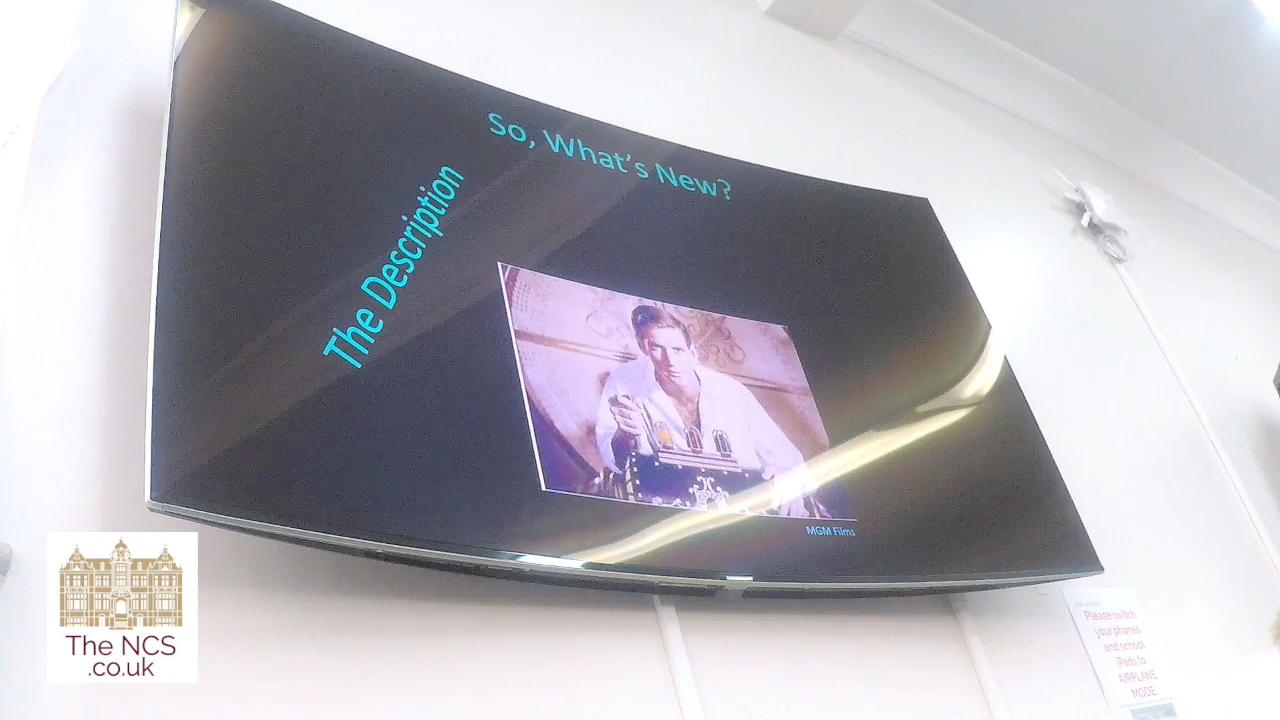 So, What's New?
The Description
MGM Films
The NCS
.co.uk
Please switch
your phones
and school
iPads to
AIRPLANE
MODE